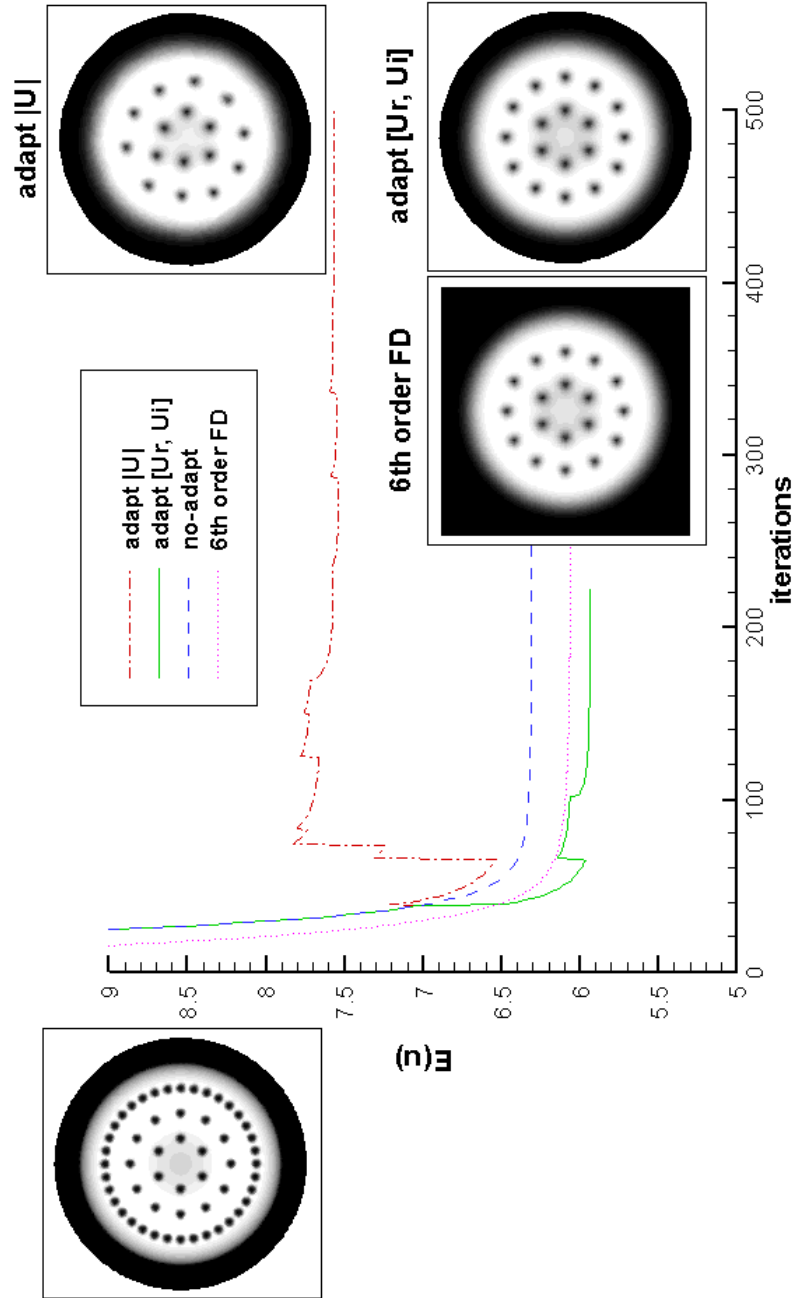 adapt |U|
adapt [Ur, Ui]
6th order FD
adapt |U|
adapt [Ur, Ui]
no-adapt
6th order FD
E(u)
9
8.5
8
7.5
7
6.5
6
5.5
5
0
100
200
300
400
500
iterations